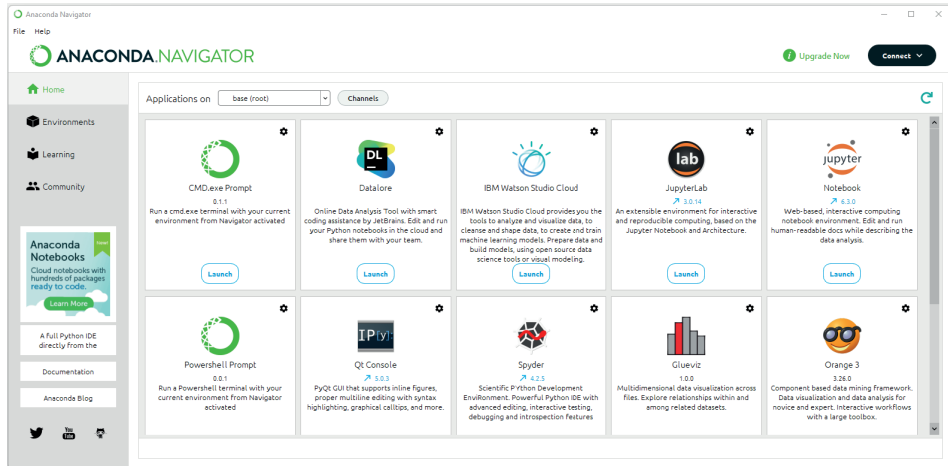 Anaconda Navigator
File Help
ANACONDA.NAVIGATOR
Upgrade Now
Connect
Home
Environments
Learning
Community
Anaconda Notebooks
Cloud notebooks with
hundreds of packages
ready to code.
Learn More
A full Python IDE
directly from the
Documentation
Anaconda Blog
You
Tube
Applications on base (root) Channels
CMD.exe Prompt
0.1.1
Run a cmd.exe terminal with your current
environment from Navigator activated
Launch
DL
Datalore
Online Data Analysis Tool with smart
coding assistance by JetBrains. Edit and run
your Python notebooks in the cloud and
share them with your team.
Launch
IBM Watson Studio Cloud
IBM Watson Studio Cloud provides you the
tools to analyze and visualize data, to
cleanse and shape data, to create and train
machine learning models. Prepare data and
build models, using open source data
science tools or visual modeling.
Launch
lab
JupyterLab
3.0.14
An extensible environment for interactive
and reproducible computing, based on the
Jupyter Notebook and Architecture.
Launch
jupyter
Notebook
6.3.0
Web-based, interactive computing
notebook environment. Edit and run
human-readable docs while describing the
data analysis.
Launch
Powershell Prompt
0.0.1
Run a Powershell terminal with your
current environment from Navigator
activated
IP[y]:
Qt Console
5.0.3
PyQt GUI that supports inline figures,
proper multiline editing with syntax
highlighting, graphical calltips, and more.
Spyder
4.2.5
Scientific PYthon Development
EnviRonment. Powerful Python IDE with
advanced editing, interactive testing,
debugging and introspection features
Glueviz
1.0.0
Multidimensional data visualization across
files. Explore relationships within and
among related datasets.
Orange 3
3.26.0
Component based data mining framework.
Data visualization and data analysis for
novice and expert. Interactive workflows
with a large toolbox.